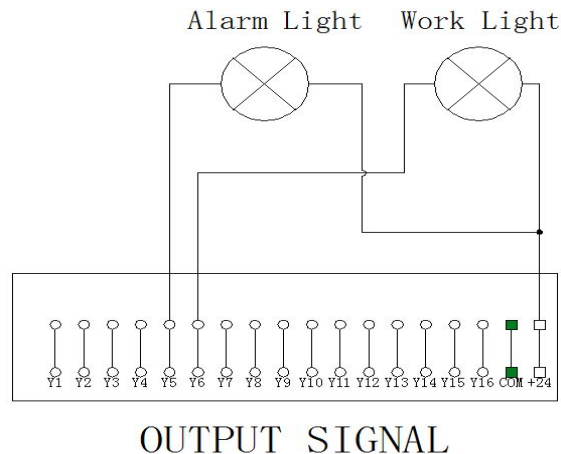 Alarm Light Work Light
Y1 Y2 Y3 Y4 Y5 Y6 Y7 Y8 Y9 Y10 Y11 Y12 Y13 Y14 Y15 Y16 COM +24
OUTPUT SIGNAL